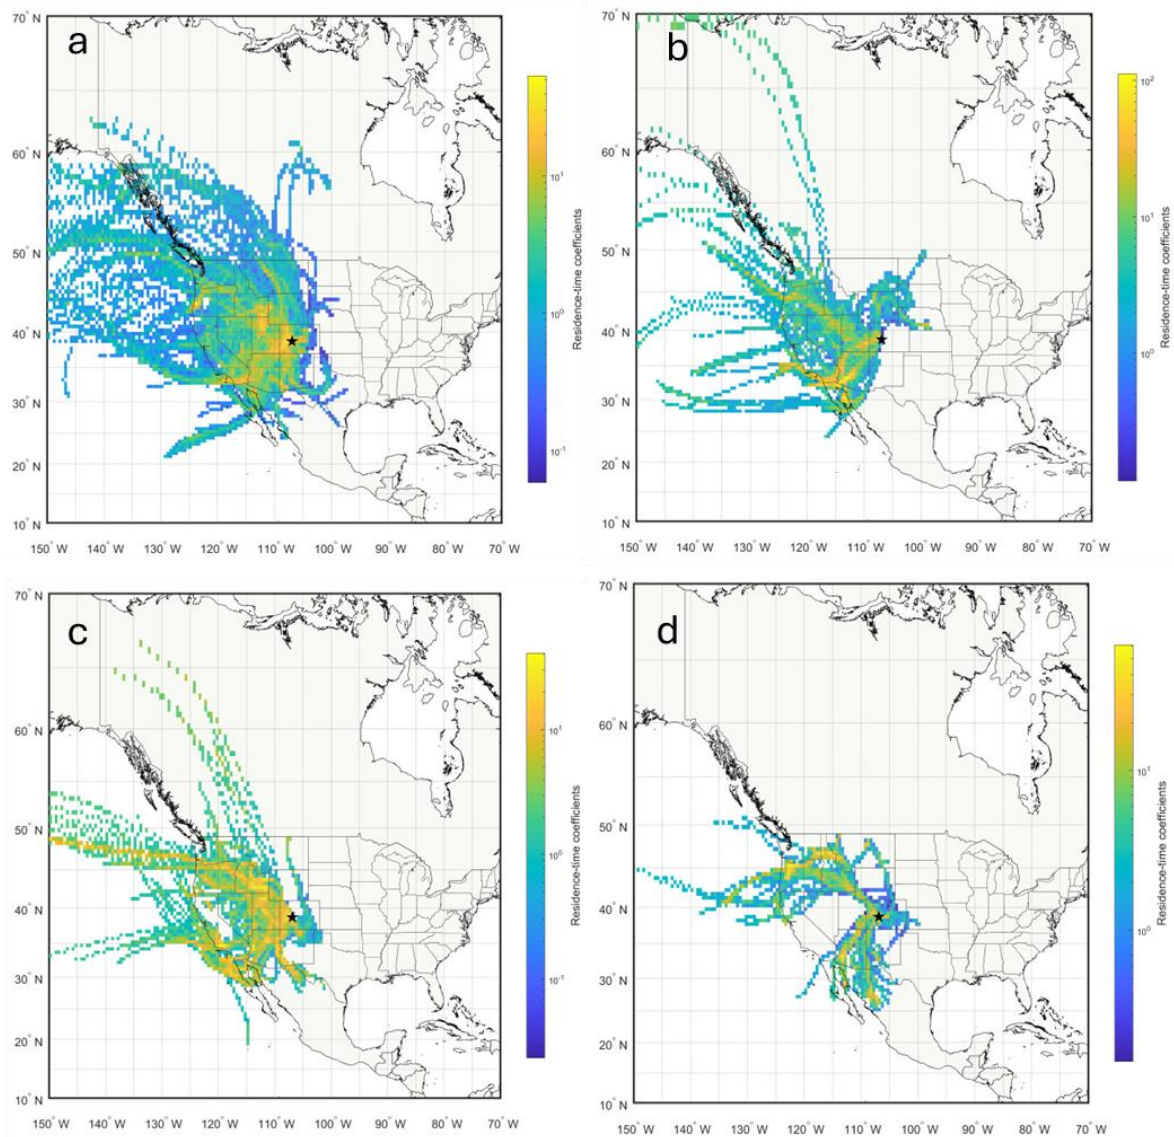 a
70° N
60° N
50° N
40° N
30° N
20° N
10° N
150° W 140° W 130° W 120° W 110° W 100° W 90° W 80° W 70° W
10¹
10⁰
10⁻¹
Residence-time coefficients
b
70° N
60° N
50° N
40° N
30° N
20° N
10° N
150° W 140° W 130° W 120° W 110° W 100° W 90° W 80° W 70° W
10²
10¹
10⁰
Residence-time coefficients
c
70° N
60° N
50° N
40° N
30° N
20° N
10° N
150° W 140° W 130° W 120° W 110° W 100° W 90° W 80° W 70° W
10¹
10⁰
10⁻¹
Residence-time coefficients
d
70° N
60° N
50° N
40° N
30° N
20° N
10° N
150° W 140° W 130° W 120° W 110° W 100° W 90° W 80° W 70° W
10¹
10⁰
Residence-time coefficients